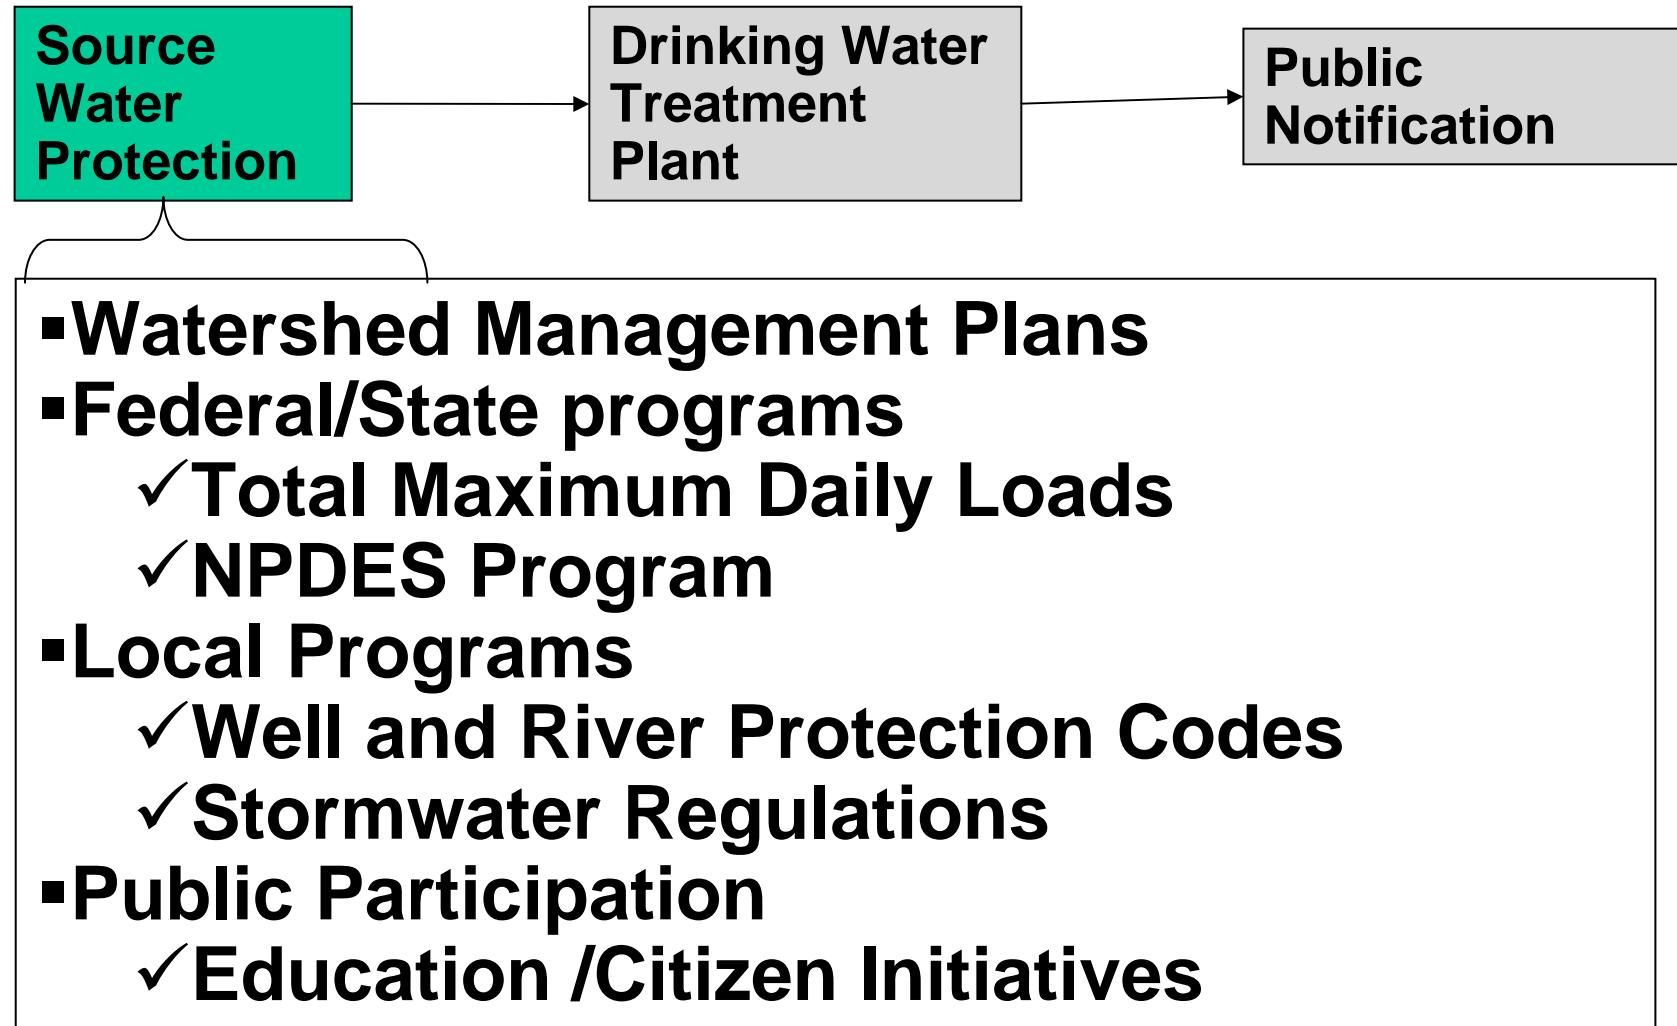 Source
Water
Protection
Drinking Water
Treatment
Plant
Public
Notification
▪Watershed Management Plans
▪Federal/State programs
✓Total Maximum Daily Loads
✓NPDES Program
▪Local Programs
✓Well and River Protection Codes
✓Stormwater Regulations
▪Public Participation
✓Education /Citizen Initiatives